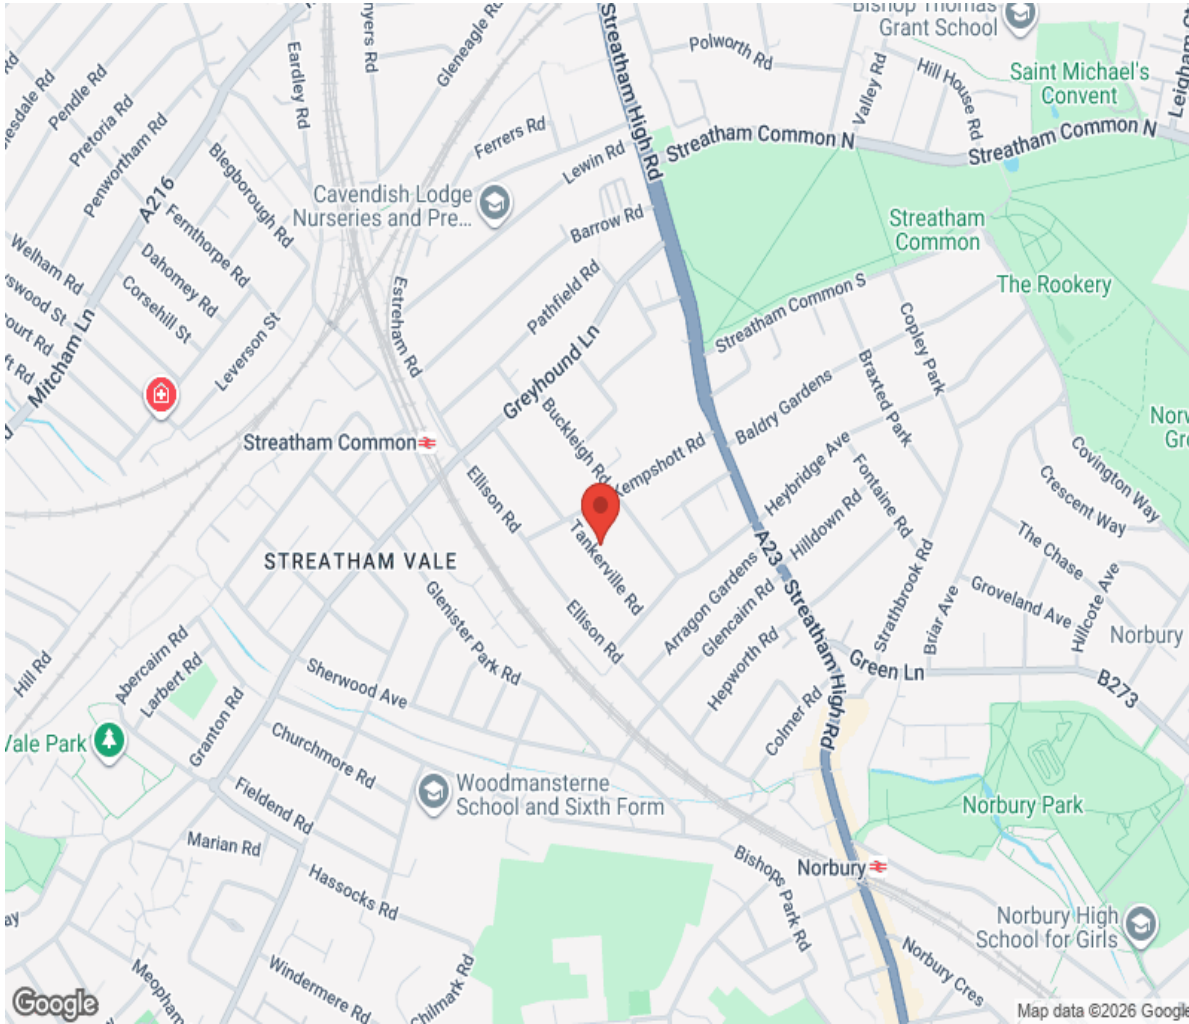 Bishop Thomas
Grant School
Polworth Rd
Streatham High Rd
Gleneagle Rd
Eardley Rd
Pendle Rd
Pretoria Rd
Penwortham Rd
A216
Blegborough Rd
Fernthorpe Rd
Dahomey Rd
Corsehill St
Welham Rd
Mitcham Ln
Leverson St
Ferrers Rd
Lewin Rd
Cavendish Lodge
Nurseries and Pre...
Barrow Rd
Pathfield Rd
Estreham Rd
Greyhound Ln
Valley Rd
Hill House Rd
Saint Michael's
Convent
Streatham Common N
Streatham Common N
Streatham
Common
The Rookery
Streatham Common S
Copley Park
Braxted Park
Baldry Gardens
Buckleigh Rd
Kempshott Rd
Streatham Common
Ellison Rd
Heybridge Ave
Fontaine Rd
Hilldown Rd
Covington Way
Crescent Way
The Chase
A23
STREATHAM VALE
Tankerville Rd
Ellison Rd
Arragon Gardens
Glencairn Rd
Hepworth Rd
Streatham High Rd
Strathbrook Rd
Briar Ave
Groveland Ave
Hillcote Ave
Norbury
Green Ln
B273
Colmer Rd
Glenister Park Rd
Abercairn Rd
Larbert Rd
Hill Rd
Granton Rd
Sherwood Ave
Vale Park
Churchmore Rd
Woodmansterne
School and Sixth Form
Fieldend Rd
Marian Rd
Hassocks Rd
Norbury Park
Bishops Park Rd
Norbury
Norbury High
School for Girls
Norbury Cres
Windermere Rd
Chilmark Rd
Meopham
Google
Map data ©2026 Google